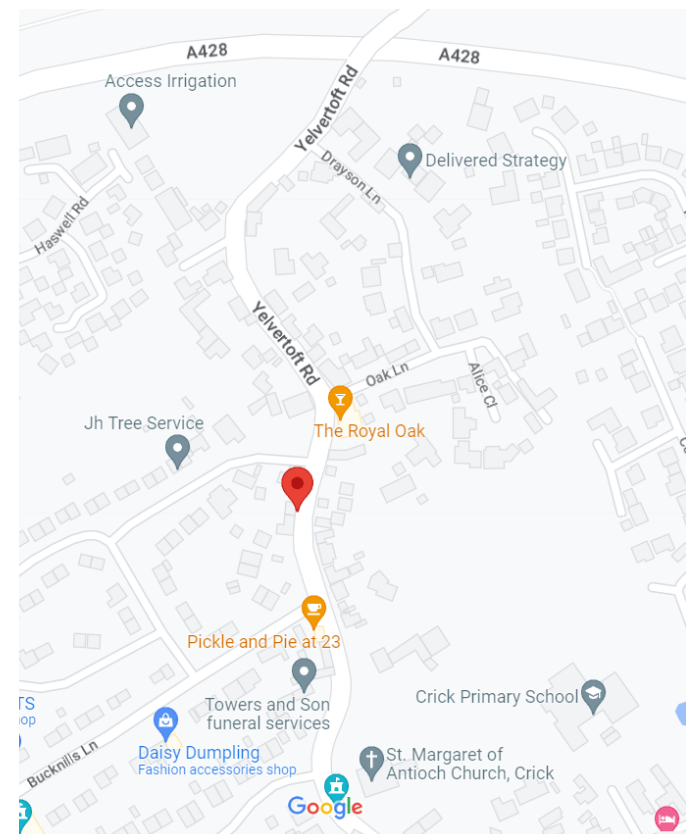 A428
A428
Access Irrigation
Yelvertoft Rd
Delivered Strategy
Drayson Ln
Haswell Rd
Yelvertoft Rd
Oak Ln
Alice Cl
Jh Tree Service
The Royal Oak
Pickle and Pie at 23
Crick Primary School
Towers and Son
funeral services
TS
op
Daisy Dumpling
Fashion accessories shop
Bucknills Ln
St. Margaret of
Antioch Church, Crick
Google